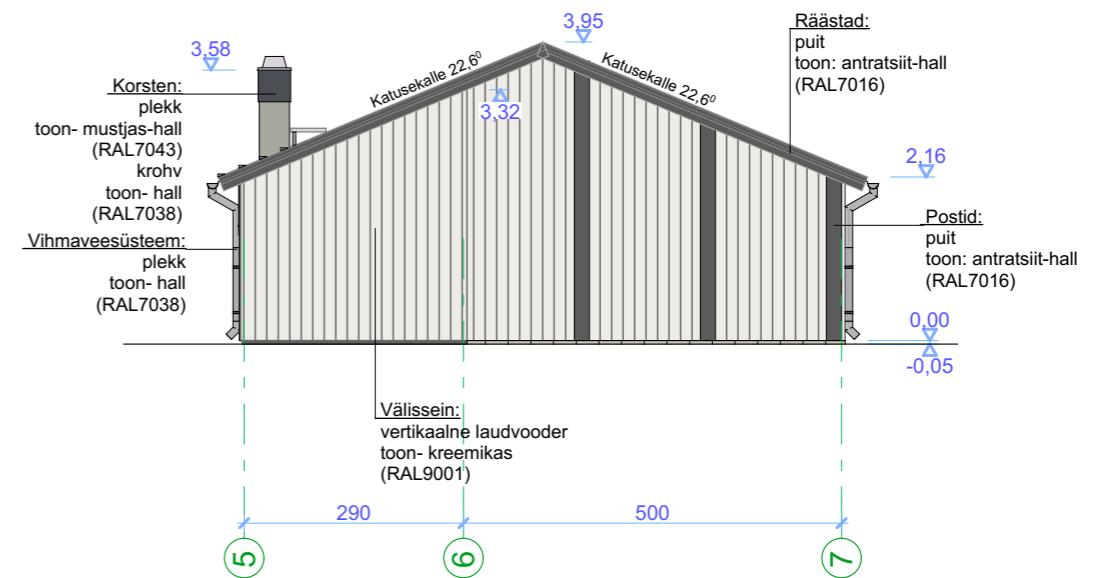 3,58
Korsten:
plekk
toon- mustjas-hall
(RAL7043)
krohv
toon- hall
(RAL7038)
Vihmaveesüsteem:
plekk
toon- hall
(RAL7038)
Katusekalle 22,6⁰
3,95
3,32
Katusekalle 22,6⁰
Räästad:
puit
toon: antratsiit-hall
(RAL7016)
2,16
Postid:
puit
toon: antratsiit-hall
(RAL7016)
0,00
-0,05
Välissein:
vertikaalne laudvooder
toon- kreemikas
(RAL9001)
290
500
5
6
7